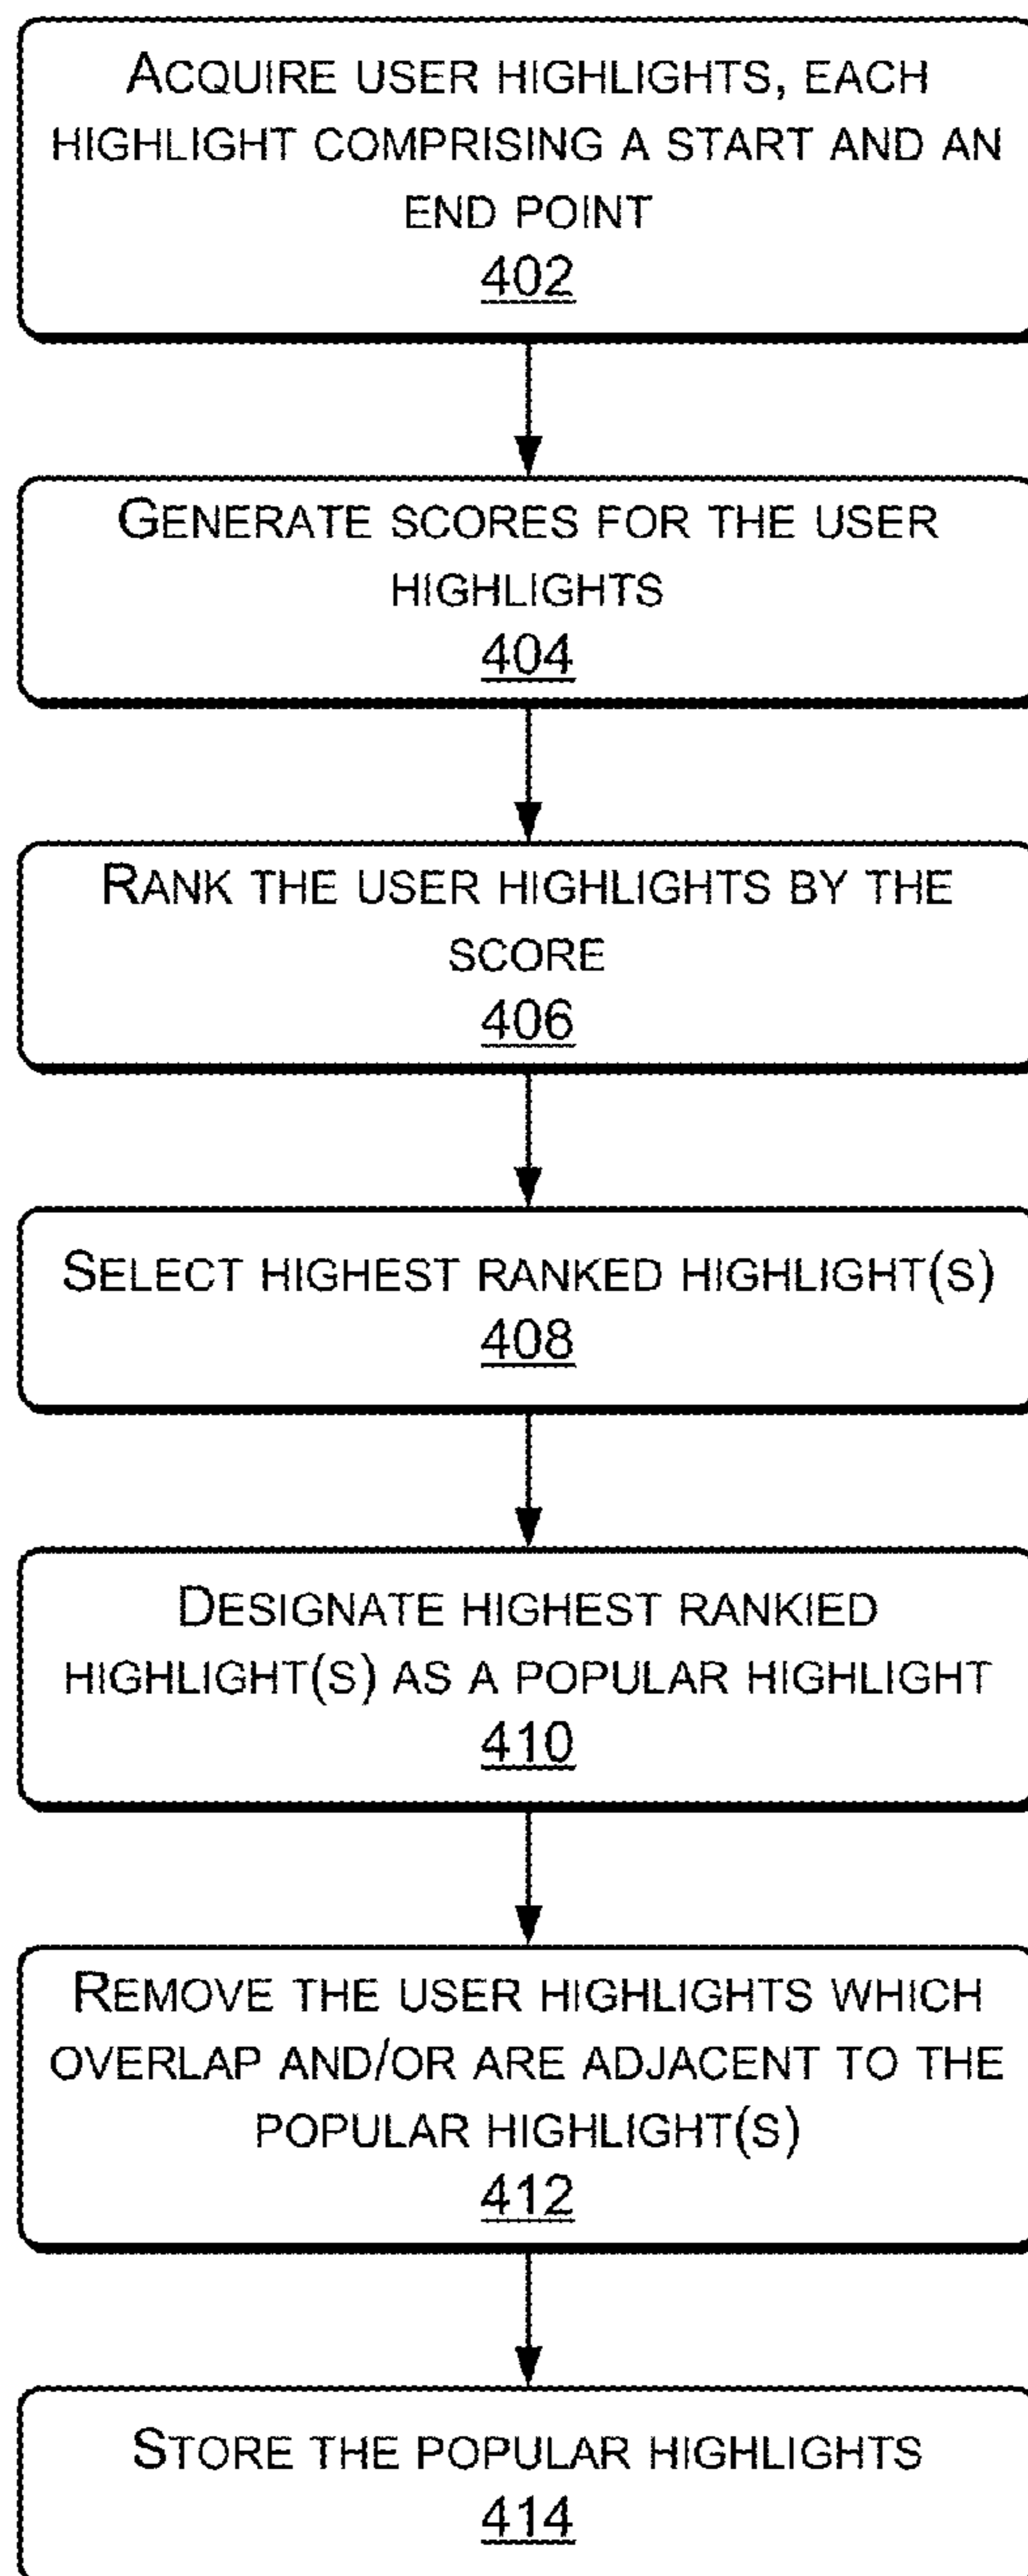 ACQUIRE USER HIGHLIGHTS, EACH
HIGHLIGHT COMPRISING A START AND AN
END POINT
402
GENERATE SCORES FOR THE USER
HIGHLIGHTS
404
RANK THE USER HIGHLIGHTS BY THE
SCORE
406
SELECT HIGHEST RANKED HIGHLIGHT(S)
408
DESIGNATE HIGHEST RANKIED
HIGHLIGHT(S) AS A POPULAR HIGHLIGHT
410
REMOVE THE USER HIGHLIGHTS WHICH
OVERLAP AND/OR ARE ADJACENT TO THE
POPULAR HIGHLIGHT(S)
412
STORE THE POPULAR HIGHLIGHTS
414